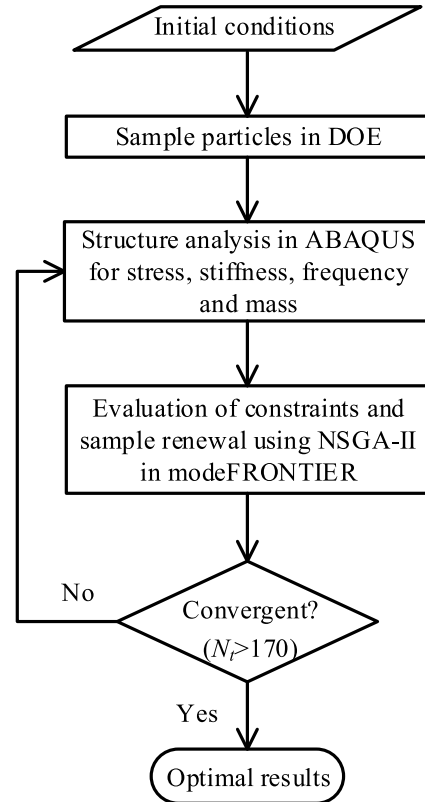 Initial conditions
Sample particles in DOE
Structure analysis in ABAQUS
for stress, stiffness, frequency
and mass
Evaluation of constraints and
sample renewal using NSGA-II
in modeFRONTIER
No
Convergent?
(Nt>170)
Yes
Optimal results